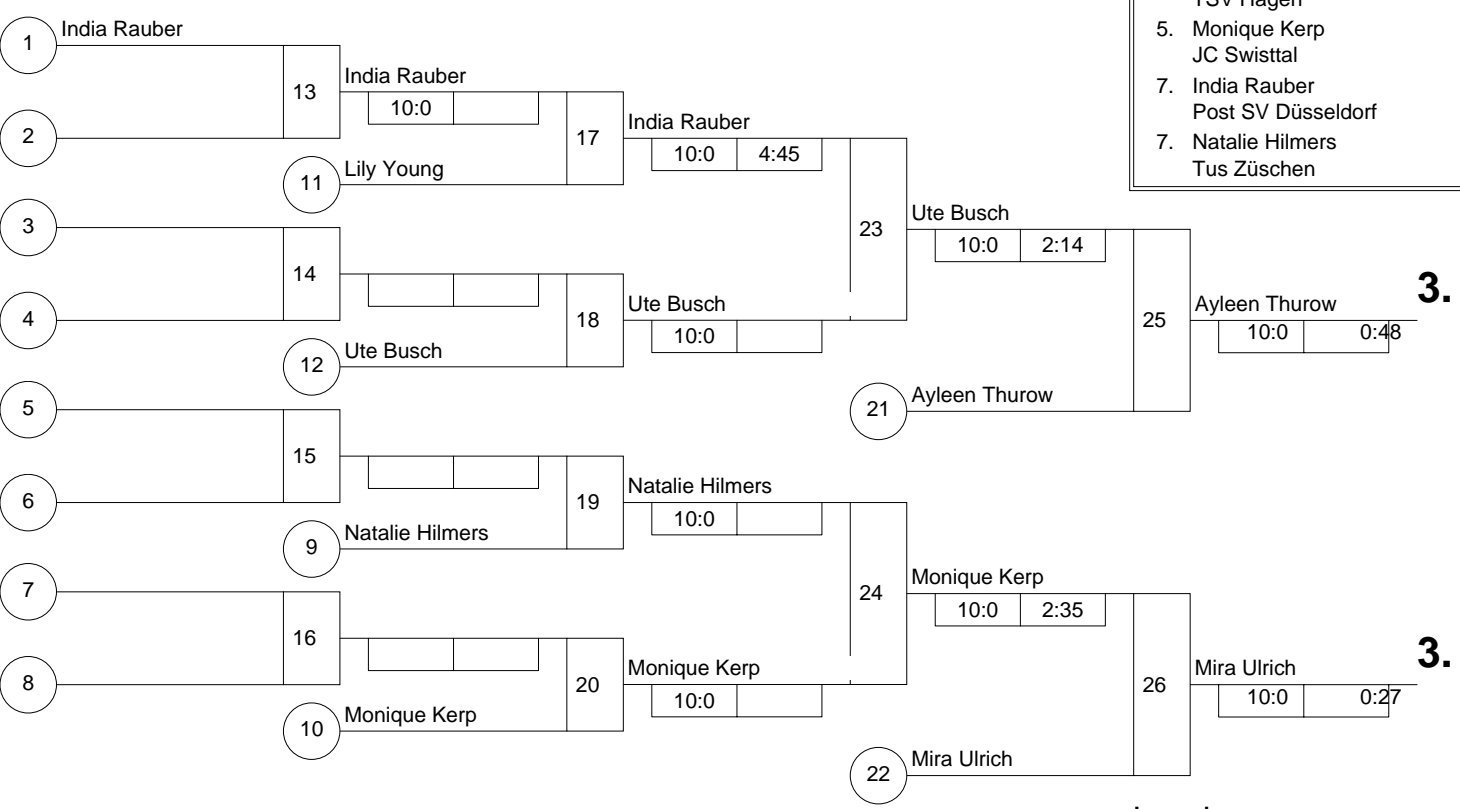 TSV Hagen
5. Monique Kerp
JC Swisttal
7. India Rauber
Post SV Düsseldorf
7. Natalie Hilmers
Tus Züschen
1 India Rauber
2
13 India Rauber
10:0
11 Lily Young
17 India Rauber
10:0 4:45
3
4
14
12 Ute Busch
18 Ute Busch
10:0
23 Ute Busch
10:0 2:14
21 Ayleen Thurow
25 Ayleen Thurow 3.
10:0 0:48
5
6
15
9 Natalie Hilmers
19 Natalie Hilmers
10:0
7
8
16
10 Monique Kerp
20 Monique Kerp
10:0
24 Monique Kerp
10:0 2:35
22 Mira Ulrich
26 Mira Ulrich 3.
10:0 0:27